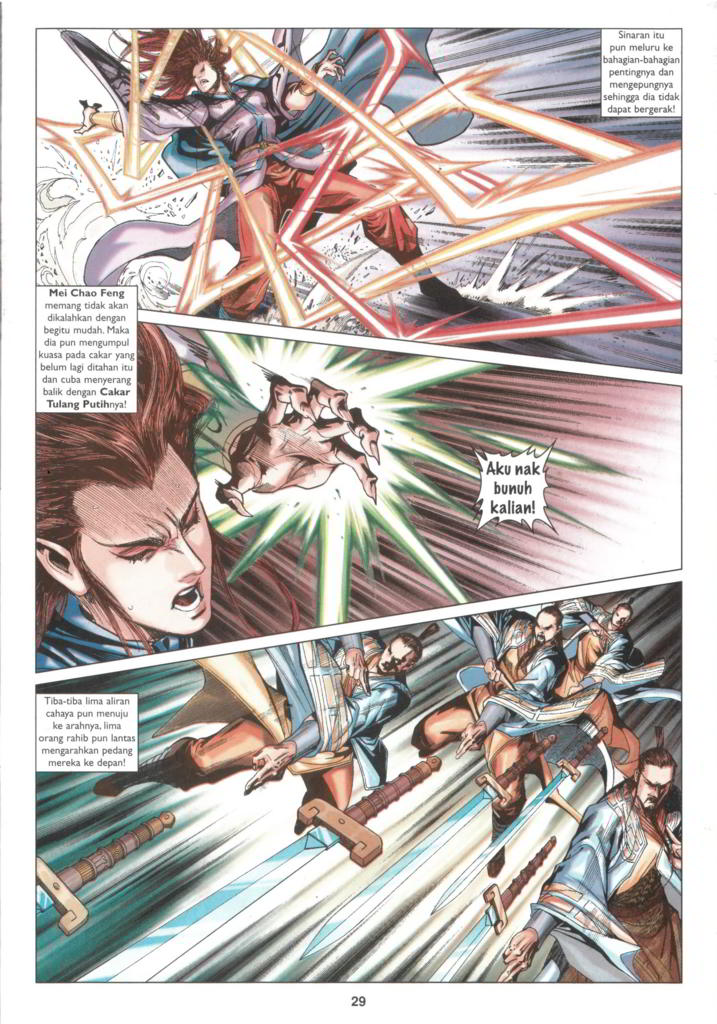 Sinaran itu
pun meluru ke
bahagian-bahagian
pentingnya dan
mengepungnya
sehingga dia tidak
dapat bergerak!
Mei Chao Feng
memang tidak akan
dikalahkan dengan
begitu mudah. Maka
dia pun mengumpul
kuasa pada cakar yang
belum lagi ditahan itu
dan cuba menyerang
balik dengan Cakar
Tulang Putihnya!
Aku nak
bunuh
kalian!
Tiba-tiba lima aliran
cahaya pun menuju
ke arahnya, lima
orang rahib pun lantas
mengarahkan pedang
mereka ke depan!
29